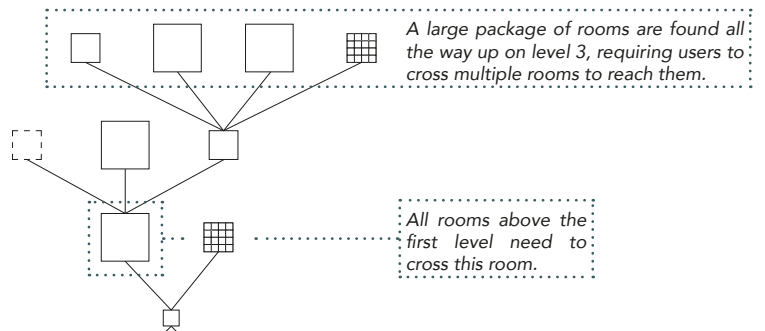 A large package of rooms are found all
the way up on level 3, requiring users to
cross multiple rooms to reach them.
All rooms above the
first level need to
cross this room.